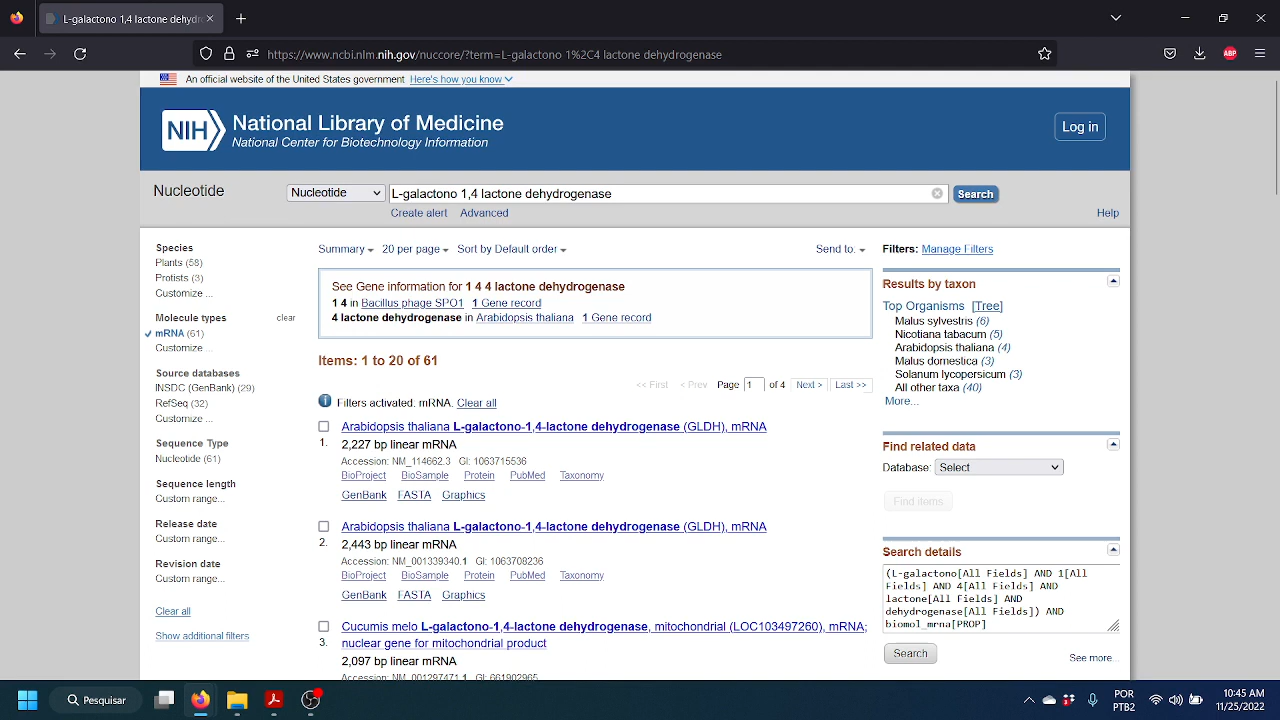 L-galactono 1,4 lactone dehydro
https://www.ncbi.nlm.nih.gov/nuccore/?term=L-galactono 1%2C4 lactone dehydrogenase
ABP
An official website of the United States government Here's how you know
NIH
National Library of Medicine
National Center for Biotechnology Information
Log in
Nucleotide
Nucleotide
L-galactono 1,4 lactone dehydrogenase
Search
Create alert Advanced
Help
Species
Plants (58)
Protists (3)
Customize ...
Molecule types clear
mRNA (61)
Customize ...
Source databases
INSDC (GenBank) (29)
RefSeq (32)
Customize ...
Sequence Type
Nucleotide (61)
Sequence length
Custom range...
Release date
Custom range...
Revision date
Custom range...
Clear all
Show additional filters
Summary 20 per page Sort by Default order
Send to:
See Gene information for 1 4 4 lactone dehydrogenase
1 4 in Bacillus phage SPO1 1 Gene record
4 lactone dehydrogenase in Arabidopsis thaliana 1 Gene record
Items: 1 to 20 of 61
<< First < Prev Page 1 of 4 Next > Last >>
Filters activated: mRNA. Clear all
Arabidopsis thaliana L-galactono-1,4-lactone dehydrogenase (GLDH), mRNA
1. 2,227 bp linear mRNA
Accession: NM_114662.3 GI: 1063715536
BioProject BioSample Protein PubMed Taxonomy
GenBank FASTA Graphics
Arabidopsis thaliana L-galactono-1,4-lactone dehydrogenase (GLDH), mRNA
2. 2,443 bp linear mRNA
Accession: NM_001339340.1 GI: 1063708236
BioProject BioSample Protein PubMed Taxonomy
GenBank FASTA Graphics
Cucumis melo L-galactono-1,4-lactone dehydrogenase, mitochondrial (LOC103497260), mRNA;
3. nuclear gene for mitochondrial product
2,097 bp linear mRNA
Accession: NM_001297471.1 GI: 661902965
Filters: Manage Filters
Results by taxon
Top Organisms [Tree]
Malus sylvestris (6)
Nicotiana tabacum (5)
Arabidopsis thaliana (4)
Malus domestica (3)
Solanum lycopersicum (3)
All other taxa (40)
More...
Find related data
Database: Select
Find items
Search details
(L-galactono[All Fields] AND 1[All
Fields] AND 4[All Fields] AND
lactone[All Fields] AND
dehydrogenase[All Fields]) AND
biomol_mrna[PROP]
Search
See more...
Pesquisar
3
POR
PTB2
10:45 AM
11/25/2022